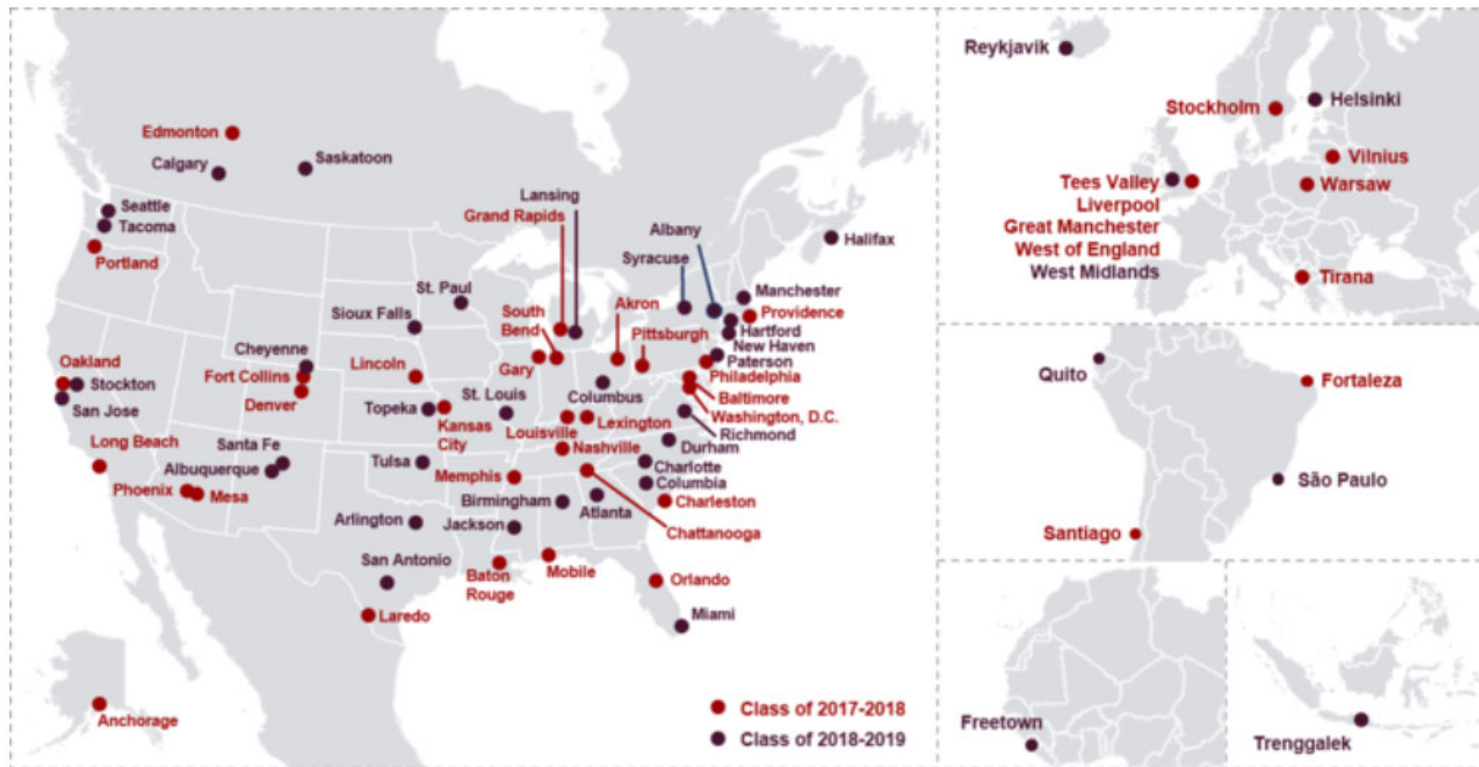 Edmonton
Calgary
Saskatoon
Seattle
Tacoma
Portland
Lansing
Grand Rapids
Albany
Syracuse
Halifax
St. Paul
Sioux Falls
South
Bend
Akron
Pittsburgh
Manchester
Providence
Hartford
New Haven
Paterson
Philadelphia
Baltimore
Washington, D.C.
Richmond
Oakland
Stockton
San Jose
Cheyenne
Fort Collins
Denver
Lincoln
Gary
Columbus
St. Louis
Topeka
Kansas
City
Louisville
Lexington
Nashville
Durham
Long Beach
Santa Fe
Albuquerque
Tulsa
Memphis
Charlotte
Columbia
Phoenix
Mesa
Birmingham
Atlanta
Charleston
Arlington
Jackson
Chattanooga
San Antonio
Baton
Rouge
Mobile
Orlando
Laredo
Miami
Anchorage
Class of 2017-2018
Class of 2018-2019
Reykjavik
Stockholm
Helsinki
Vilnius
Warsaw
Tees Valley
Liverpool
Great Manchester
West of England
West Midlands
Tirana
Quito
Fortaleza
São Paulo
Santiago
Freetown
Trenggalek